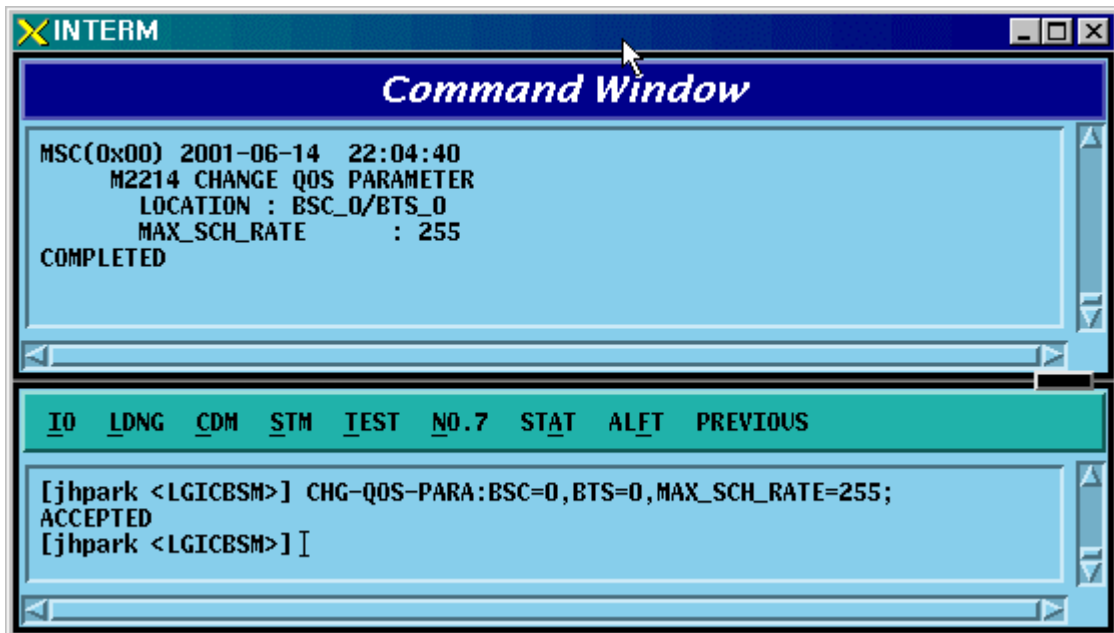 INTERM
Command Window
MSC(0x00) 2001-06-14 22:04:40
M2214 CHANGE QOS PARAMETER
LOCATION : BSC_0/BTS_0
MAX_SCH_RATE : 255
COMPLETED
IO LDNG CDM STM TEST NO.7 STAT ALFT PREVIOUS
[jhpark <LGICBSM>] CHG-QOS-PARA:BSC=0,BTS=0,MAX_SCH_RATE=255;
ACCEPTED
[jhpark <LGICBSM>]